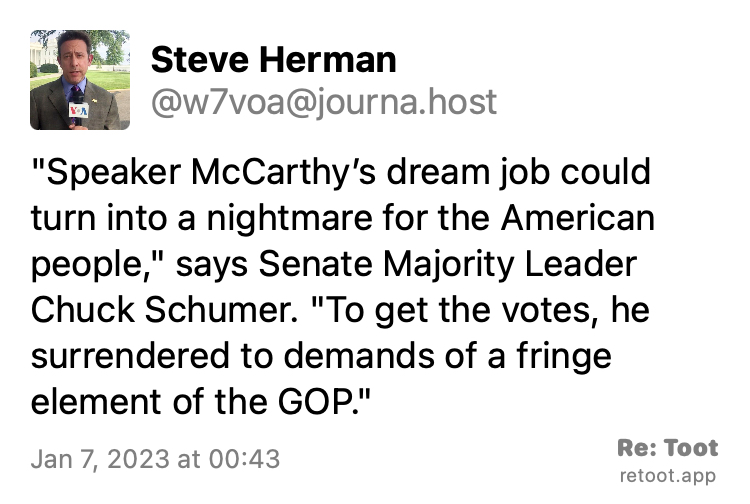 Steve Herman
@w7voa@journa.host
"Speaker McCarthy’s dream job could
turn into a nightmare for the American
people," says Senate Majority Leader
Chuck Schumer. "To get the votes, he
surrendered to demands of a fringe
element of the GOP."
Jan 7, 2023 at 00:43
Re: Toot
retoot.app
VOA